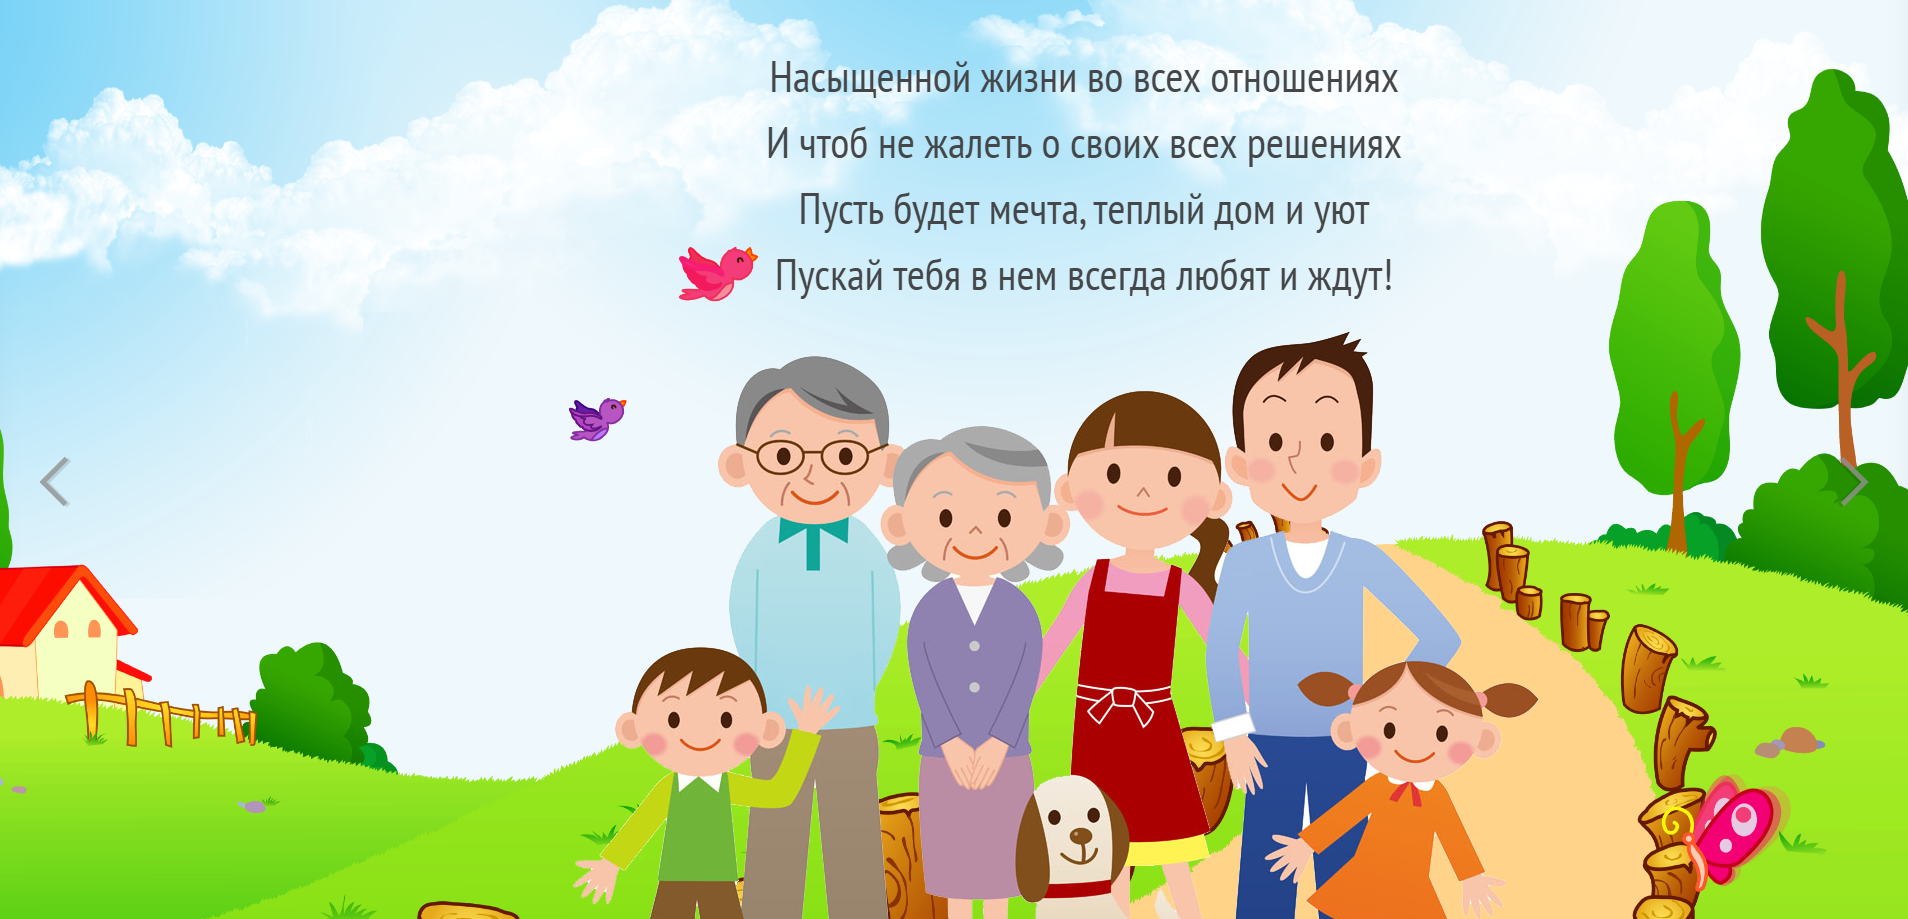 Насыщенной жизни во всех отношениях
И чтоб не жалеть о своих всех решениях
Пусть будет мечта, теплый дом и уют
Пускай тебя в нем всегда любят и ждут!